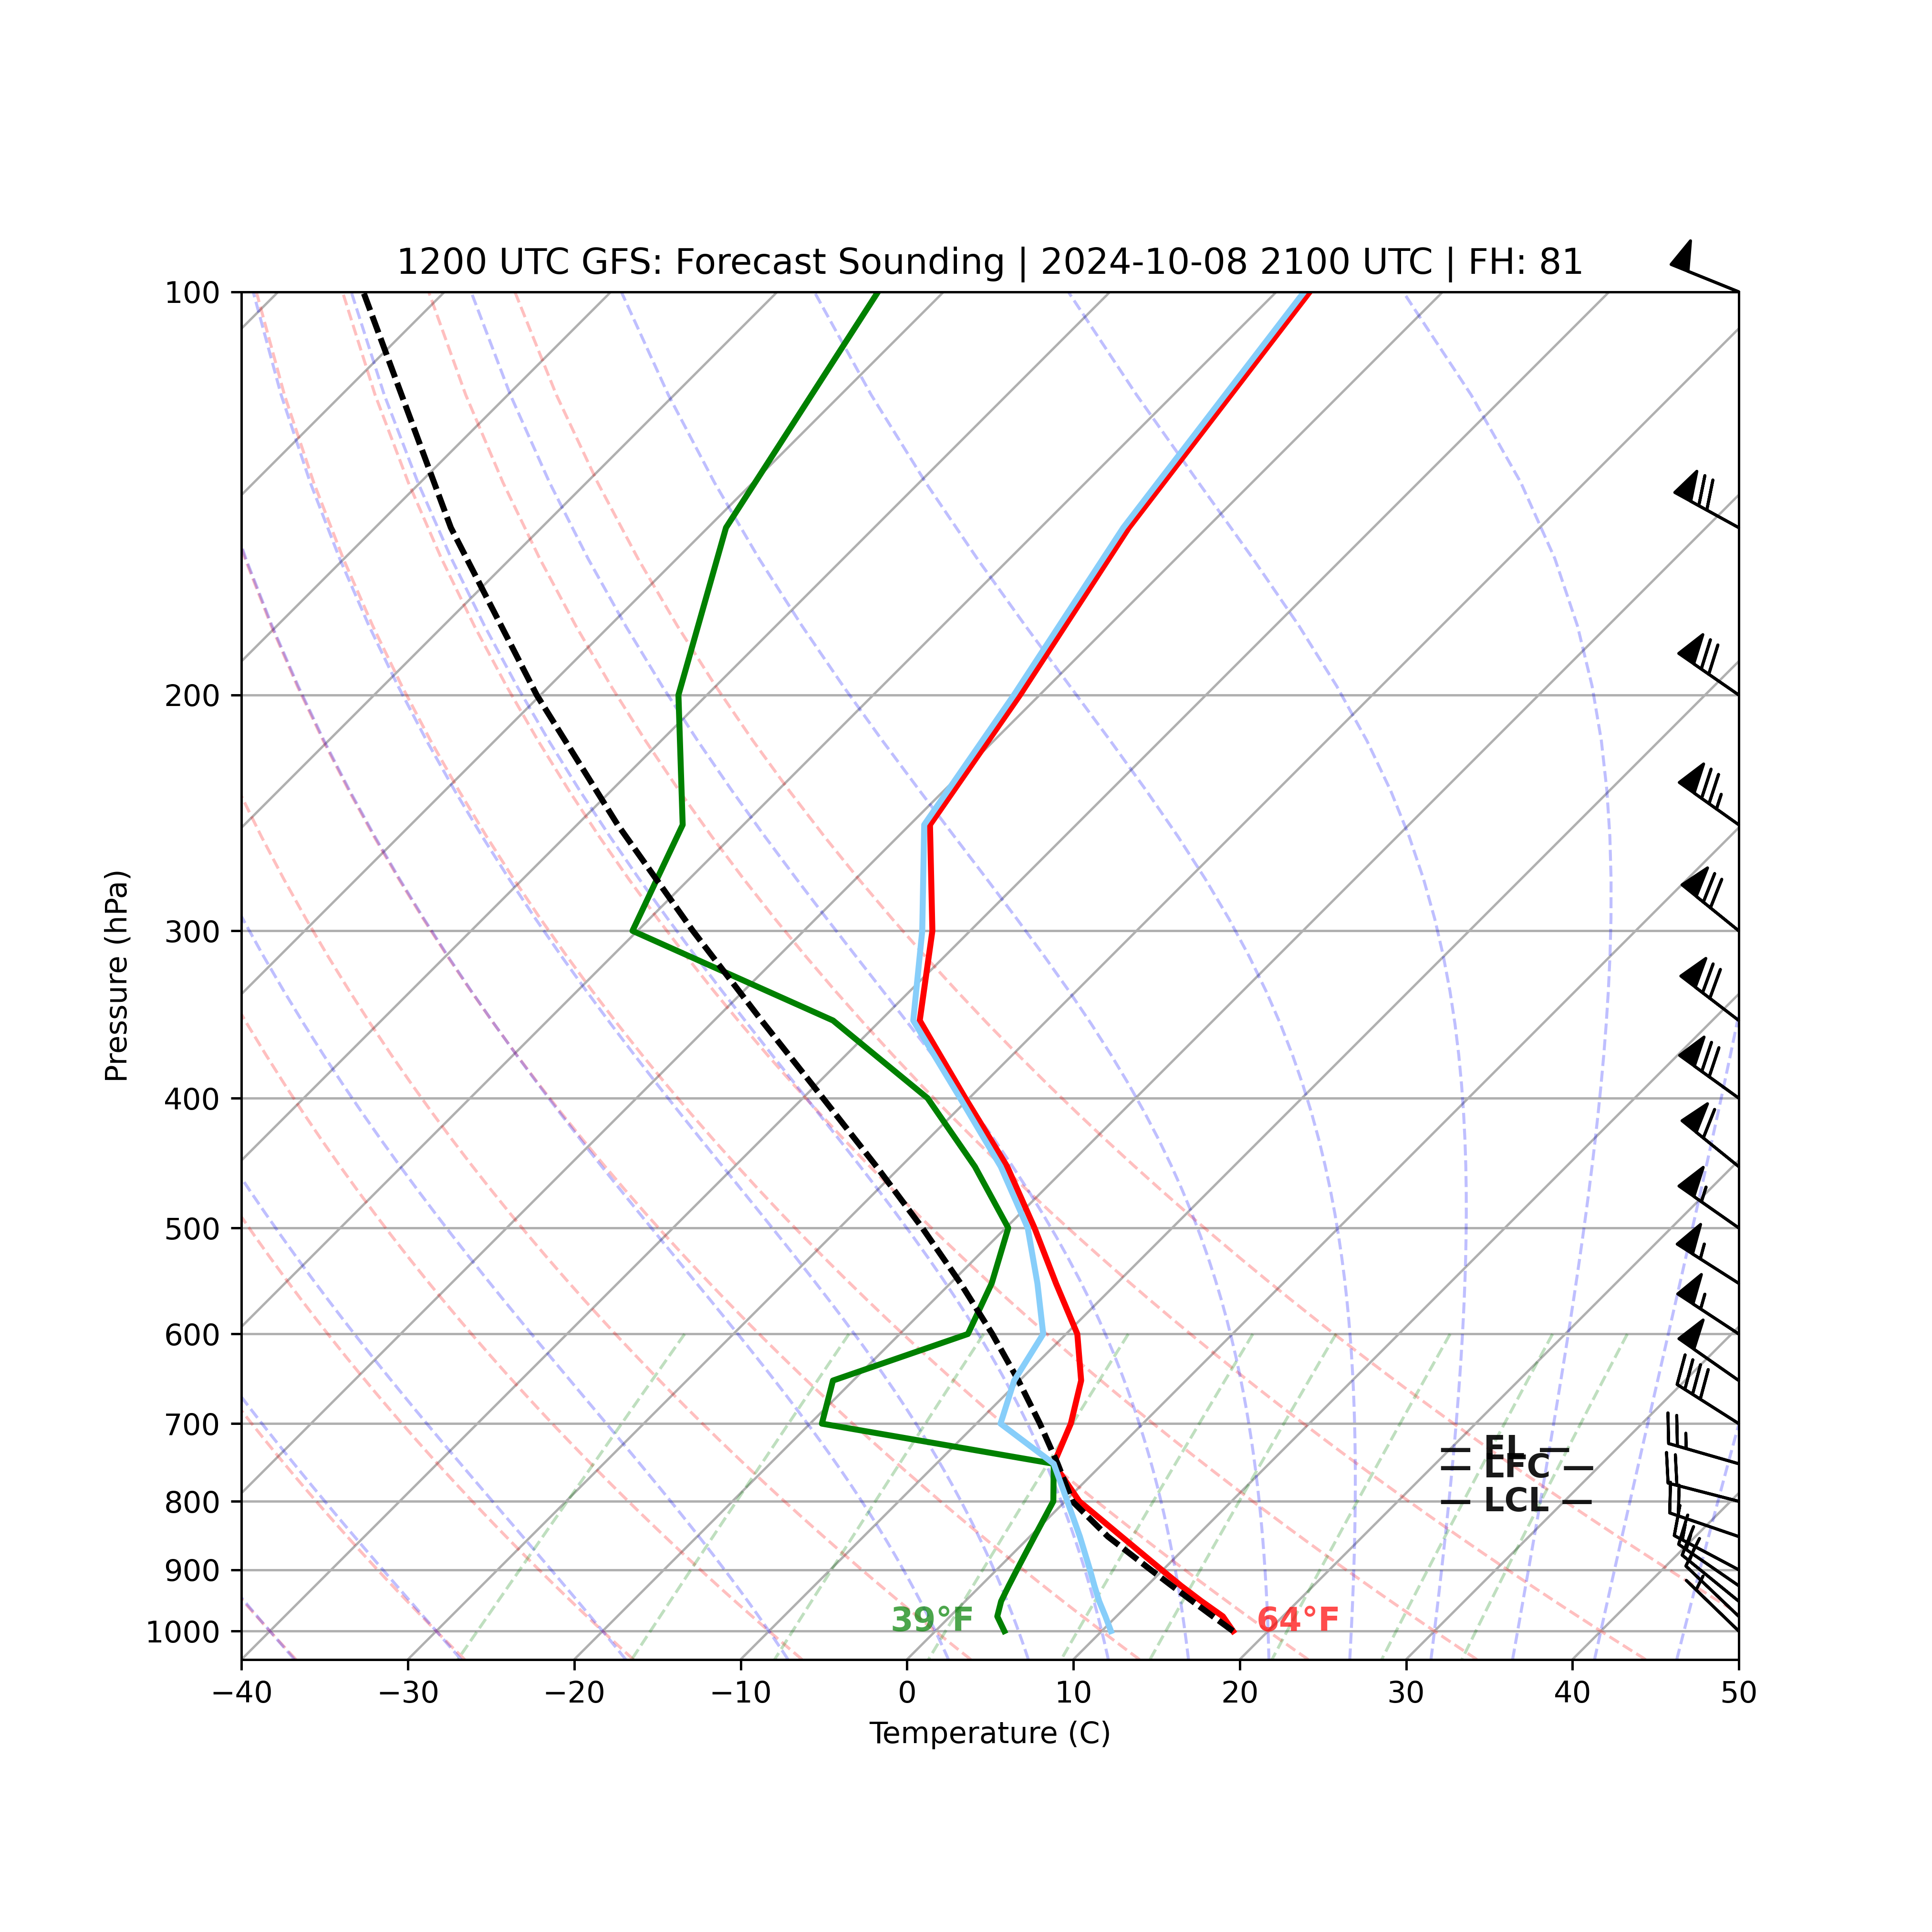 1200 UTC GFS: Forecast Sounding | 2024-10-08 2100 UTC | FH: 81
100
200
300
400
500
600
700
800
900
1000
Pressure (hPa)
— EL —
— LFC —
— LCL —
39°F
64°F
−40 −30 −20 −10 0 10 20 30 40 50
Temperature (C)